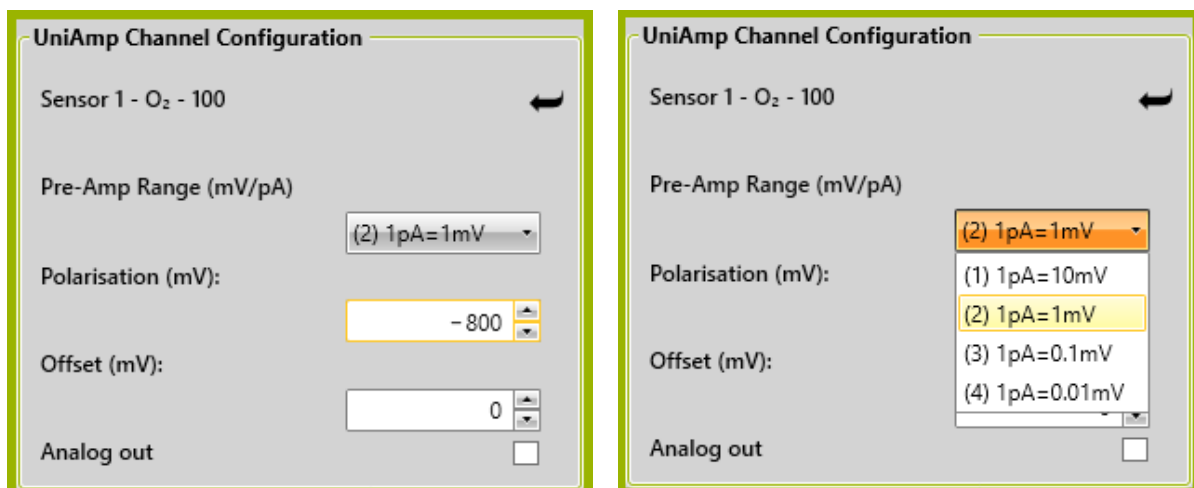 UniAmp Channel Configuration
Sensor 1 - O₂ - 100
Pre-Amp Range (mV/pA)
(2) 1pA=1mV
Polarisation (mV):
-800
Offset (mV):
0
Analog out
UniAmp Channel Configuration
Sensor 1 - O₂ - 100
Pre-Amp Range (mV/pA)
(2) 1pA=1mV
Polarisation (mV):
(1) 1pA=10mV
(2) 1pA=1mV
(3) 1pA=0.1mV
Offset (mV):
(4) 1pA=0.01mV
Analog out